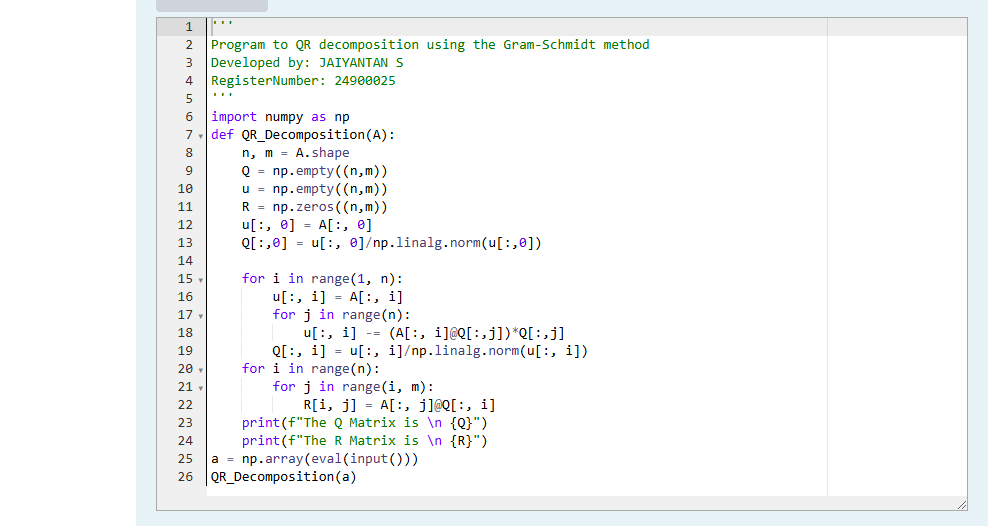 1 '''
2 Program to QR decomposition using the Gram-Schmidt method
3 Developed by: JAIYANTAN S
4 RegisterNumber: 24900025
5 '''
6 import numpy as np
7 def QR_Decomposition(A):
8     n, m = A.shape
9     Q = np.empty((n,m))
10     u = np.empty((n,m))
11     R = np.zeros((n,m))
12     u[:, 0] = A[:, 0]
13     Q[:,0] = u[:, 0]/np.linalg.norm(u[:,0])
14
15     for i in range(1, n):
16         u[:, i] = A[:, i]
17         for j in range(n):
18             u[:, i] -= (A[:, i]@Q[:,j])*Q[:,j]
19         Q[:, i] = u[:, i]/np.linalg.norm(u[:, i])
20     for i in range(n):
21         for j in range(i, m):
22             R[i, j] = A[:, j]@Q[:, i]
23     print(f"The Q Matrix is \n {Q}")
24     print(f"The R Matrix is \n {R}")
25 a = np.array(eval(input()))
26 QR_Decomposition(a)